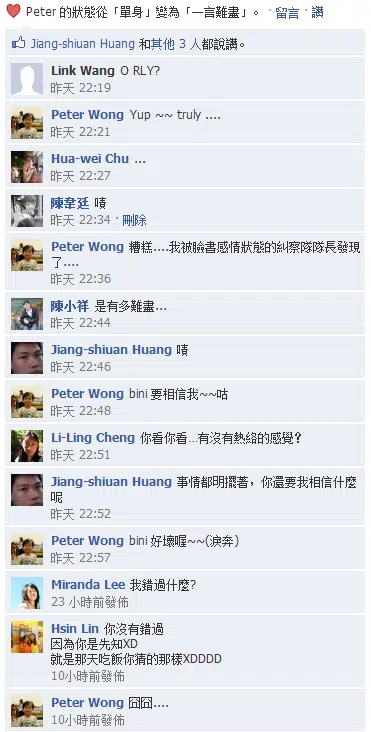 Peter 的狀態從「單身」變為「一言難盡」。 · 留言 · 讚
Jiang-shiuan Huang 和其他 3 人都說讚。
Link Wang O RLY?
昨天 22:19
Peter Wong Yup ~~ truly ....
昨天 22:21
Hua-wei Chu ...
昨天 22:27
陳韋廷 嘖
昨天 22:34 · 刪除
Peter Wong 糟糕....我被臉書感情狀態的糾察隊隊長發現
了....
昨天 22:36
陳小祥 是有多難盡...
昨天 22:44
Jiang-shiuan Huang 嘖
昨天 22:46
Peter Wong bini 要相信我~~咕
昨天 22:48
Li-Ling Cheng 你看你看...有沒有熱絡的感覺?
昨天 22:51
Jiang-shiuan Huang 事情都明擺著，你還要我相信什麼
呢
昨天 22:52
Peter Wong bini 好壞喔~~(淚奔)
昨天 22:57
Miranda Lee 我錯過什麼?
23 小時前發佈
Hsin Lin 你沒有錯過
因為你是先知XD
就是那天吃飯你猜的那樣XDDDD
10小時前發佈
Peter Wong 囧囧....
10小時前發佈